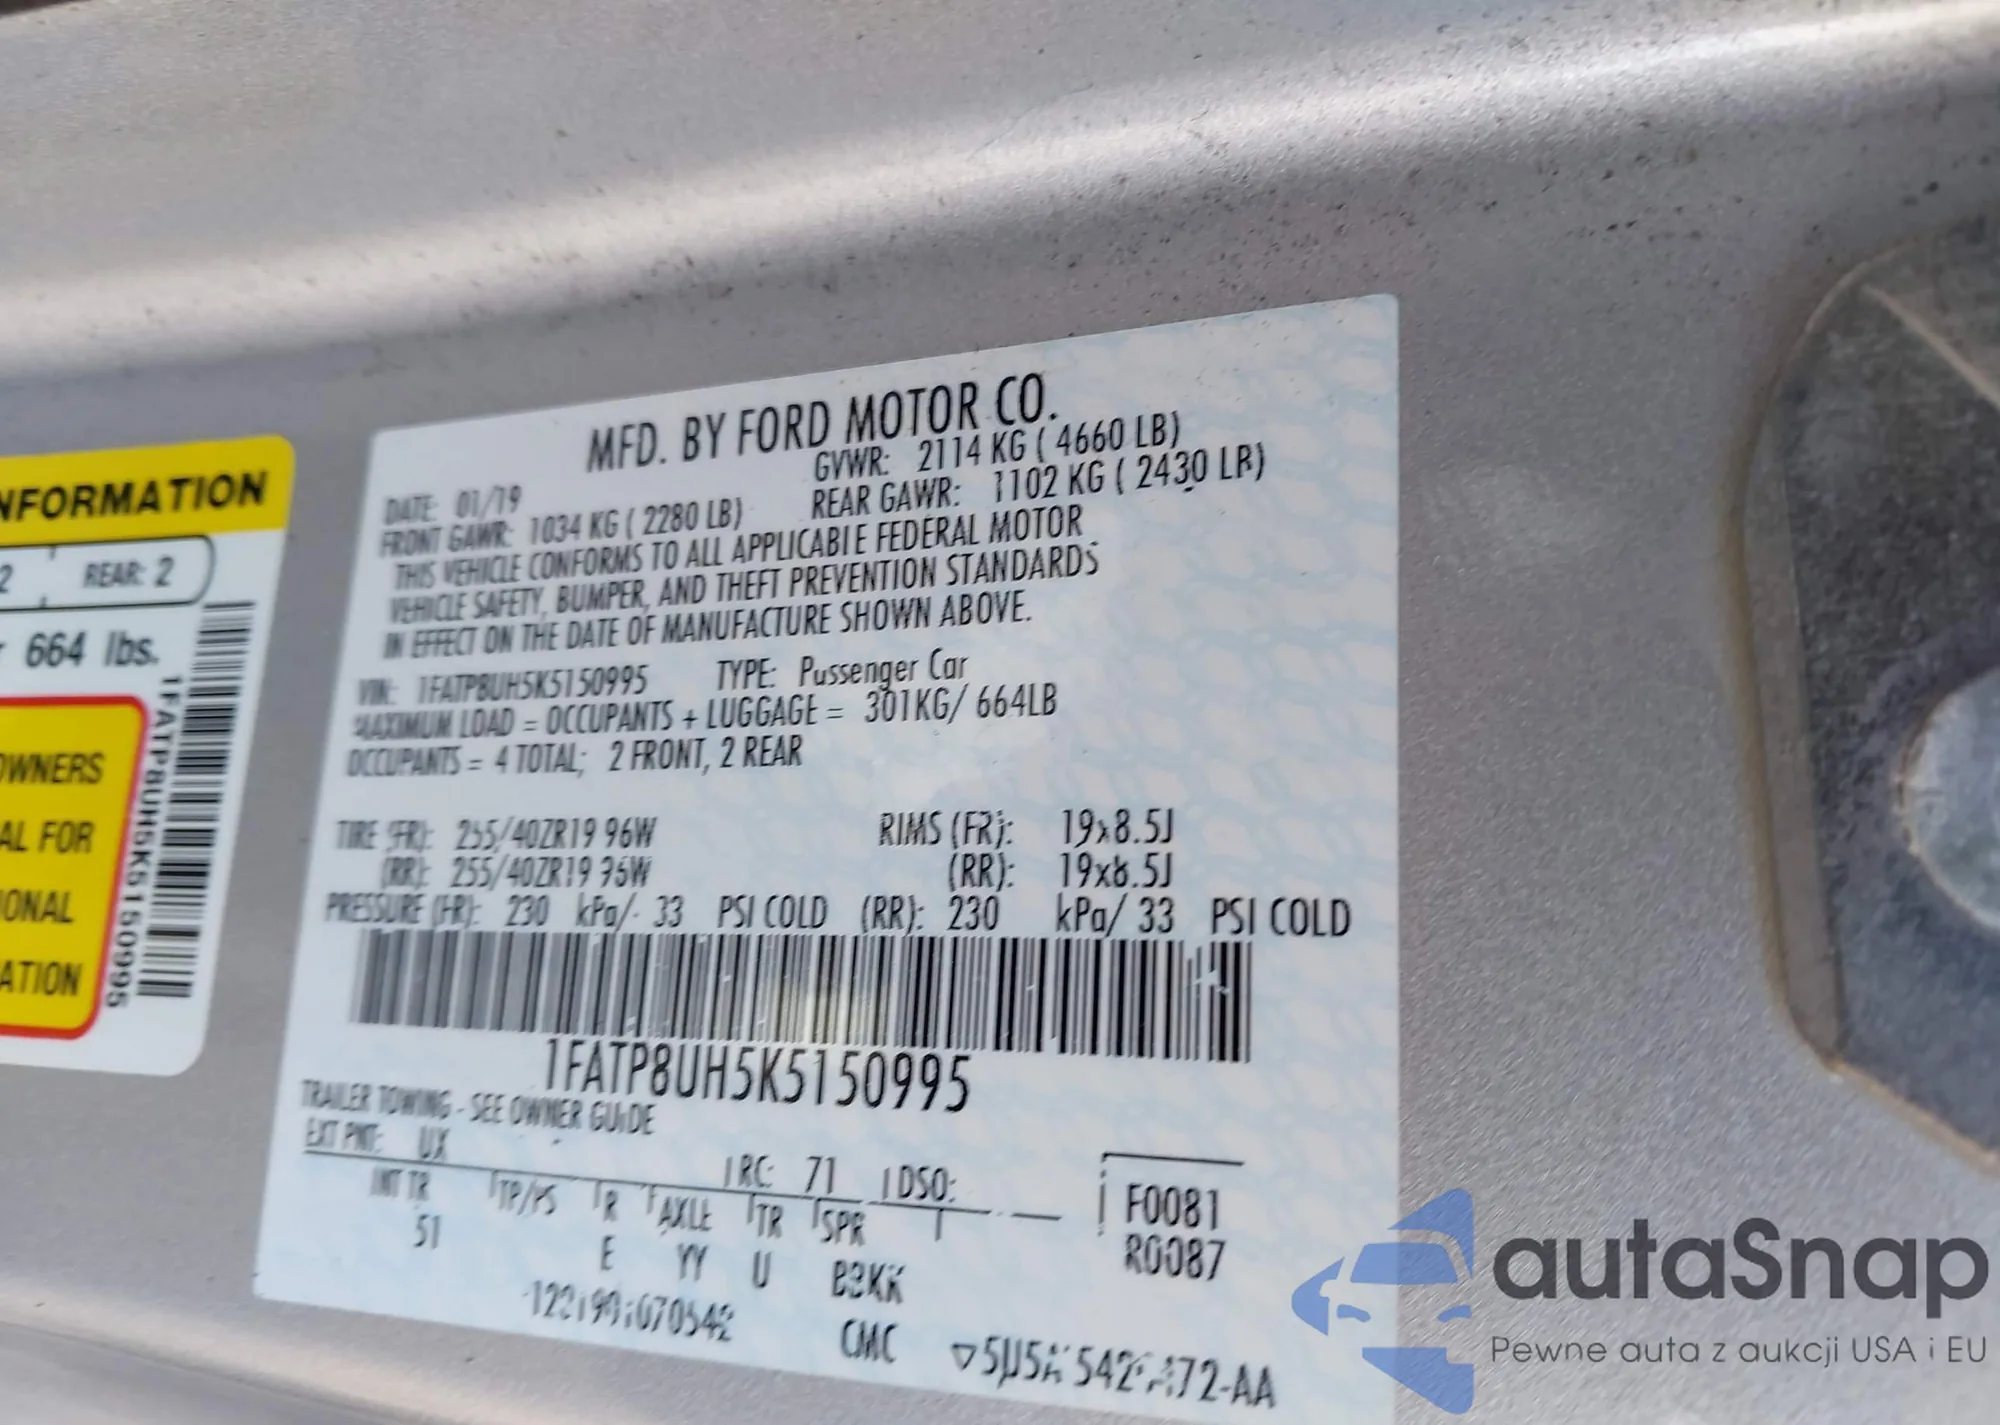 NFORMATION
2 REAR: 2
664 lbs.
OWNERS
AL FOR
ONAL
ATION
1FATP8UH5K5150995
MFD. BY FORD MOTOR CO.
DATE: 01/19 GVWR: 2114 KG ( 4660 LB)
FRONT GAWR: 1034 KG ( 2280 LB) REAR GAWR: 1102 KG ( 2430 LB)
THIS VEHICLE CONFORMS TO ALL APPLICABLE FEDERAL MOTOR
VEHICLE SAFETY, BUMPER, AND THEFT PREVENTION STANDARDS
IN EFFECT ON THE DATE OF MANUFACTURE SHOWN ABOVE.
VIN: 1FATP8UH5K5150995 TYPE: Passenger Car
MAXIMUM LOAD = OCCUPANTS + LUGGAGE = 301KG/ 664LB
OCCUPANTS = 4 TOTAL; 2 FRONT, 2 REAR
TIRE (FR): 255/40ZR19 96W RIMS (FR): 19x8.5J
(RR): 255/40ZR19 96W (RR): 19x8.5J
PRESSURE (FR): 230 kPa/ 33 PSI COLD (RR): 230 kPa/ 33 PSI COLD
1FATP8UH5K5150995
TRAILER TOWING - SEE OWNER GUIDE
EXT PNT: UX RC: 71 DSO: F0081
INT TR TP/PS R AXLE TR SPR R0087
51 E YY U
CMC
autaSnap
Pewne auta z aukcji USA i EU